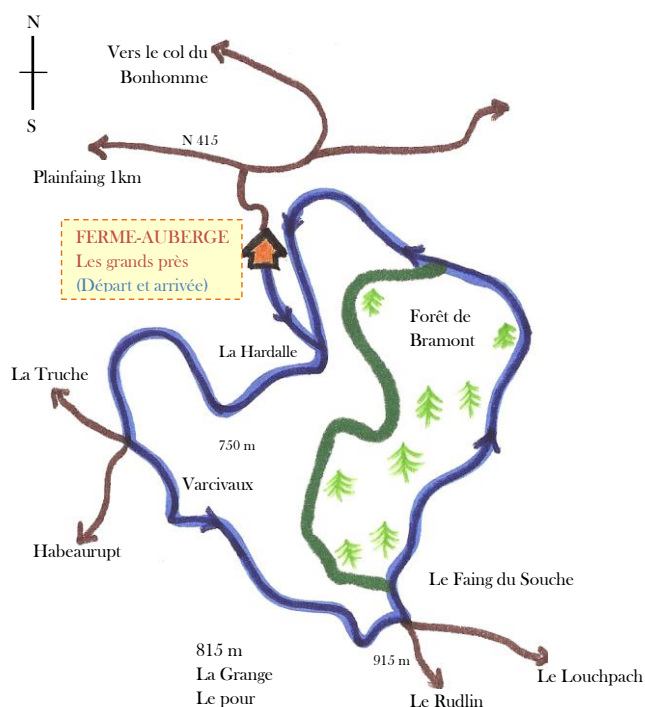 N
Vers le col du
Bonhomme
N 415
S
Plainfaing 1km
FERME-AUBERGE
Les grands près
(Départ et arrivée)
Forêt de
Bramont
La Hardalle
La Truche
750 m
Varcivaux
Habeaurupt
Le Faing du Souche
815 m
La Grange
Le pour
915 m
Le Louchpach
Le Rudlin